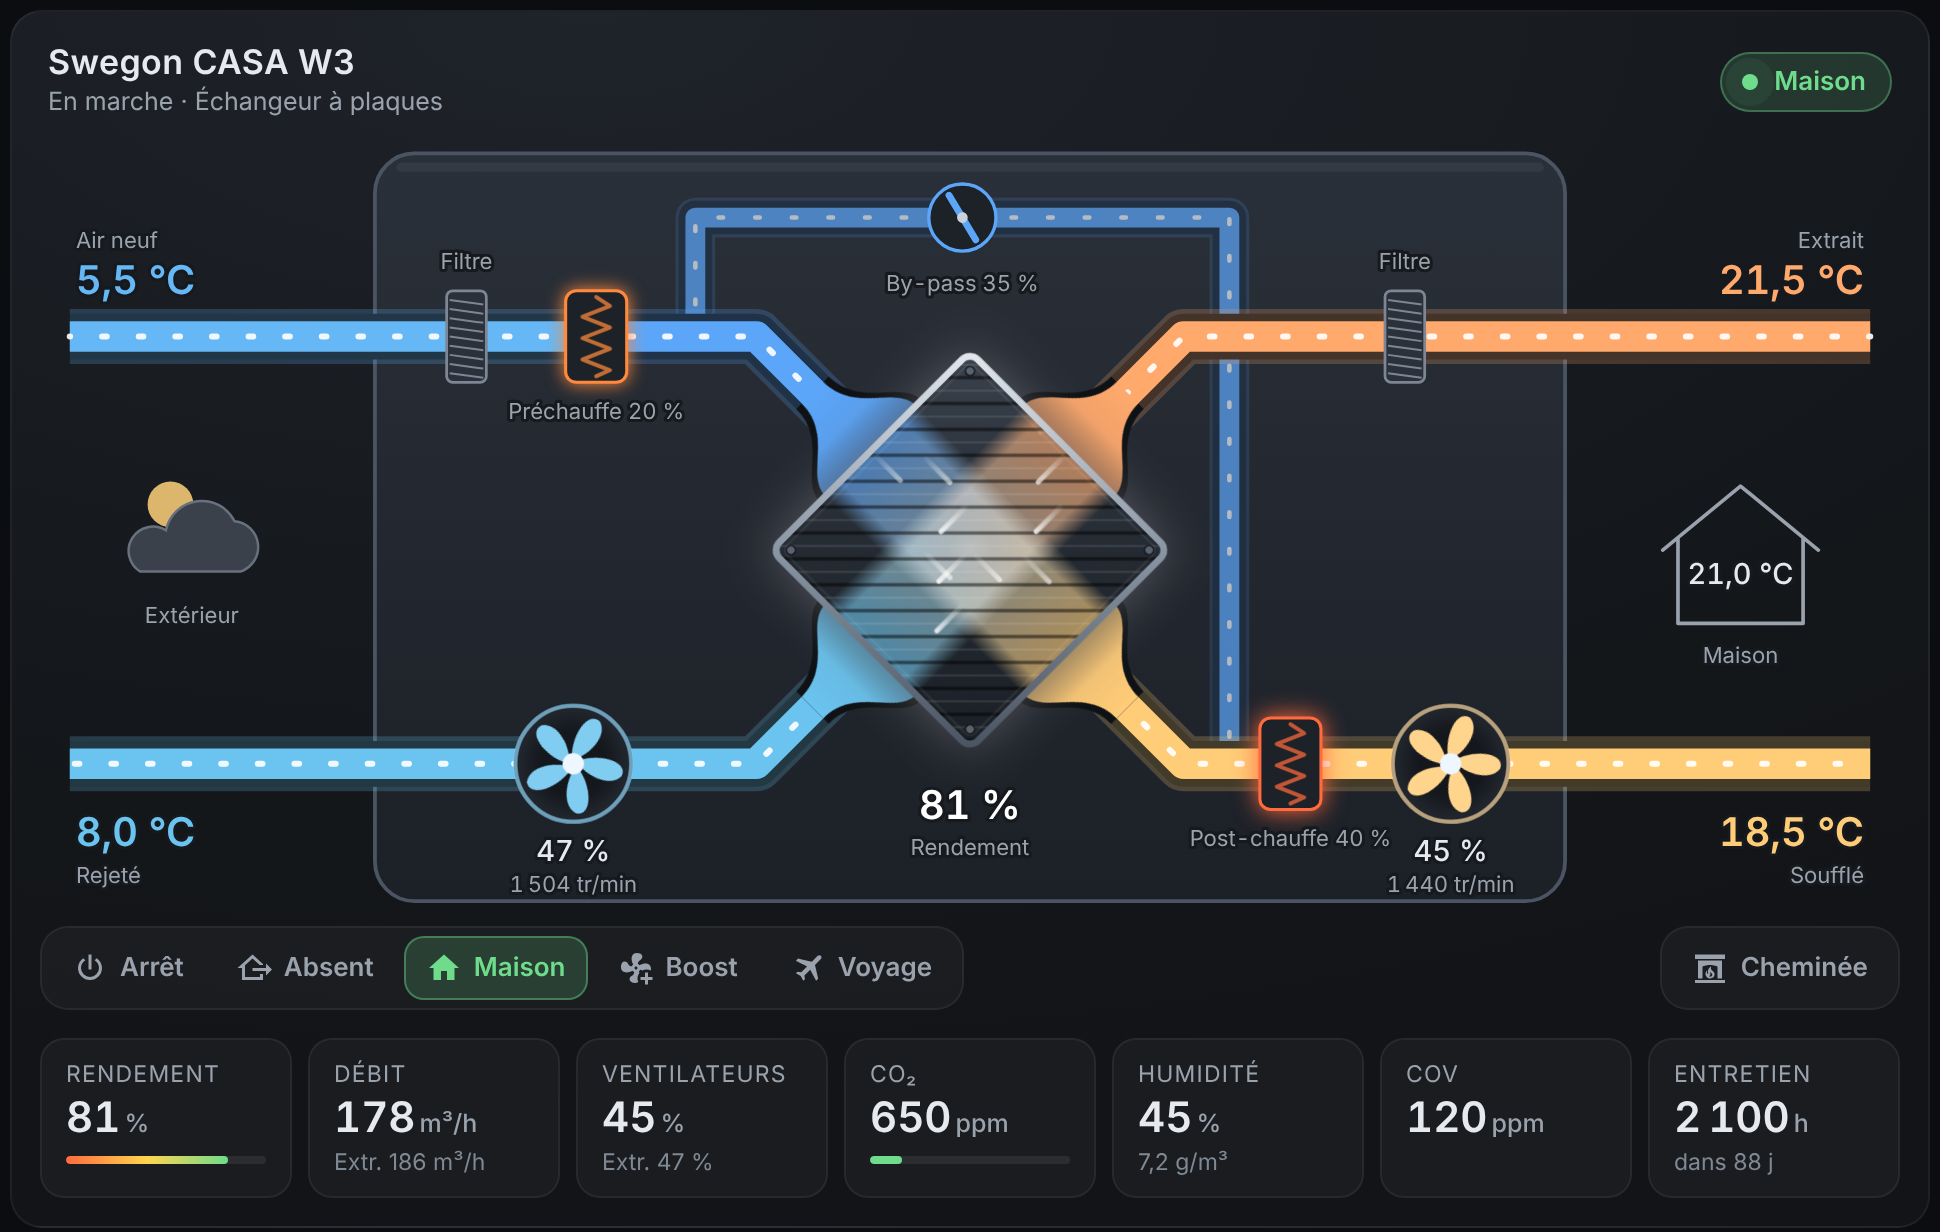 Swegon CASA W3
En marche · Échangeur à plaques
Maison
Air neuf
5,5 °C
Filtre
Préchauffe 20 %
By-pass 35 %
Filtre
Extrait
21,5 °C
Extérieur
21,0 °C
Maison
8,0 °C
Rejeté
47 %
1 504 tr/min
81 %
Rendement
Post-chauffe 40 %
45 %
1 440 tr/min
18,5 °C
Soufflé
Arrêt
Absent
Maison
Boost
Voyage
Cheminée
RENDEMENT
81 %
DÉBIT
178 m³/h
Extr. 186 m³/h
VENTILATEURS
45 %
Extr. 47 %
CO₂
650 ppm
HUMIDITÉ
45 %
7,2 g/m³
COV
120 ppm
ENTRETIEN
2 100 h
dans 88 j